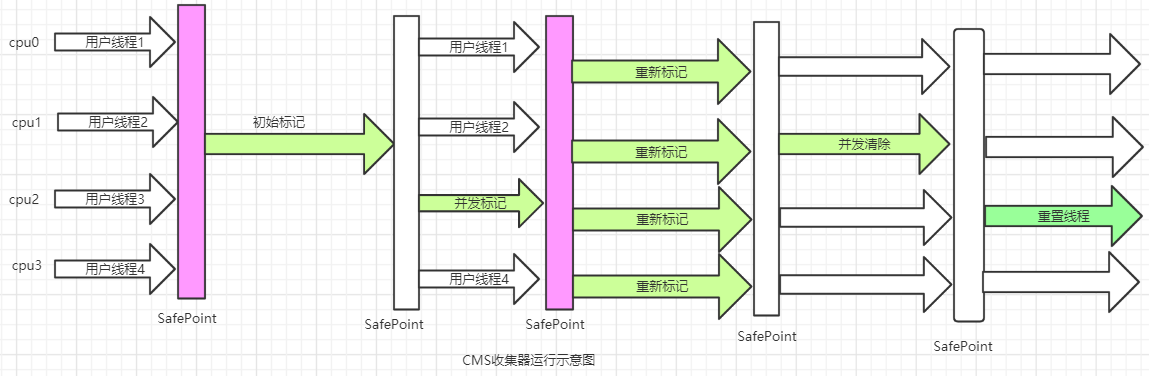 cpu0
用户线程1
用户线程1
重新标记
cpu1
用户线程2
初始标记
用户线程2
重新标记
并发清除
cpu2
用户线程3
并发标记
重新标记
重置线程
cpu3
用户线程4
用户线程4
重新标记
SafePoint
SafePoint
SafePoint
SafePoint
SafePoint
CMS收集器运行示意图